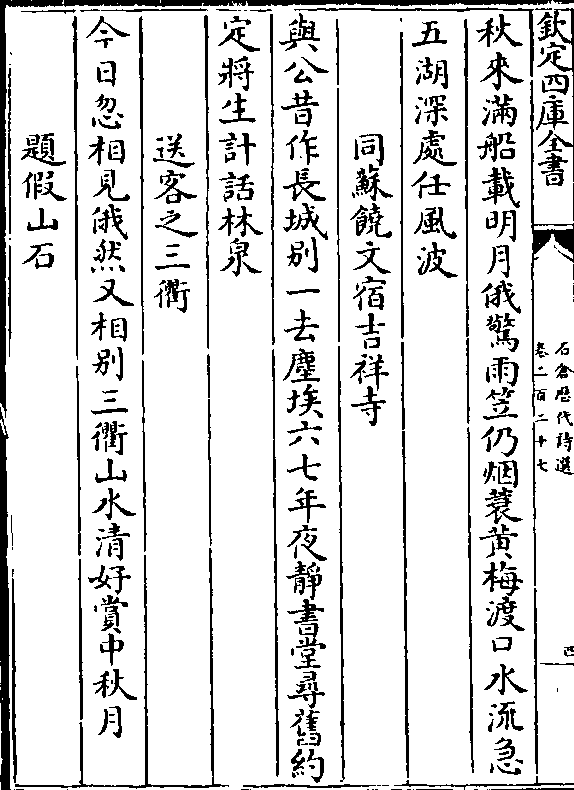 欽定四庫全書
石倉歷代詩選
卷二百二十七
四
秋來滿船載明月俄驚雨笠仍烟蓑黄梅渡口水流急
五湖深處任風波
同蘇饒文宿吉祥寺
與公昔作長城别一去塵埃六七年夜靜書堂尋舊約
定將生計話林泉
送客之三衢
今日忽相見俄然又相别三衢山水清好賞中秋月
題假山石